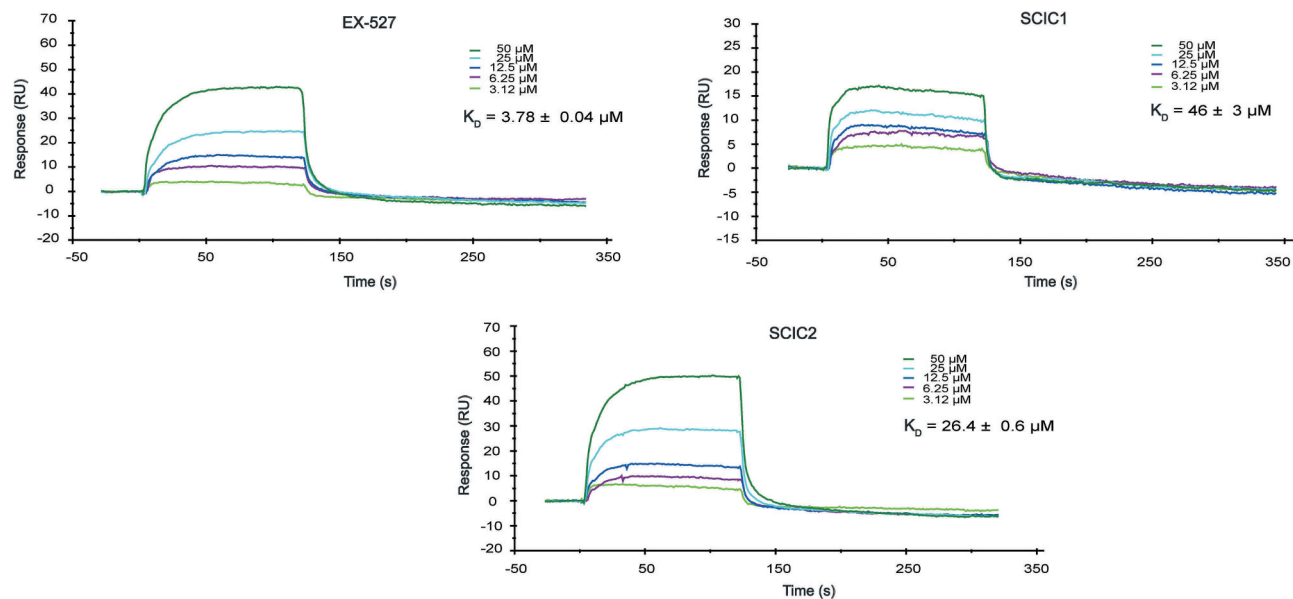 EX-527
70
60
50
40
30
20
10
0
-10
-20
-50
50
150
250
350
Response (RU)
Time (s)
50 µM
25 µM
12.5 µM
6.25 µM
3.12 µM
K_D = 3.78 ± 0.04 µM
SCIC1
30
25
20
15
10
5
0
-5
-10
-15
-50
50
150
250
350
Response (RU)
Time (s)
50 µM
25 µM
12.5 µM
6.25 µM
3.12 µM
K_D = 46 ± 3 µM
SCIC2
70
60
50
40
30
20
10
0
-10
-20
-50
50
150
250
350
Response (RU)
Time (s)
50 µM
25 µM
12.5 µM
6.25 µM
3.12 µM
K_D = 26.4 ± 0.6 µM